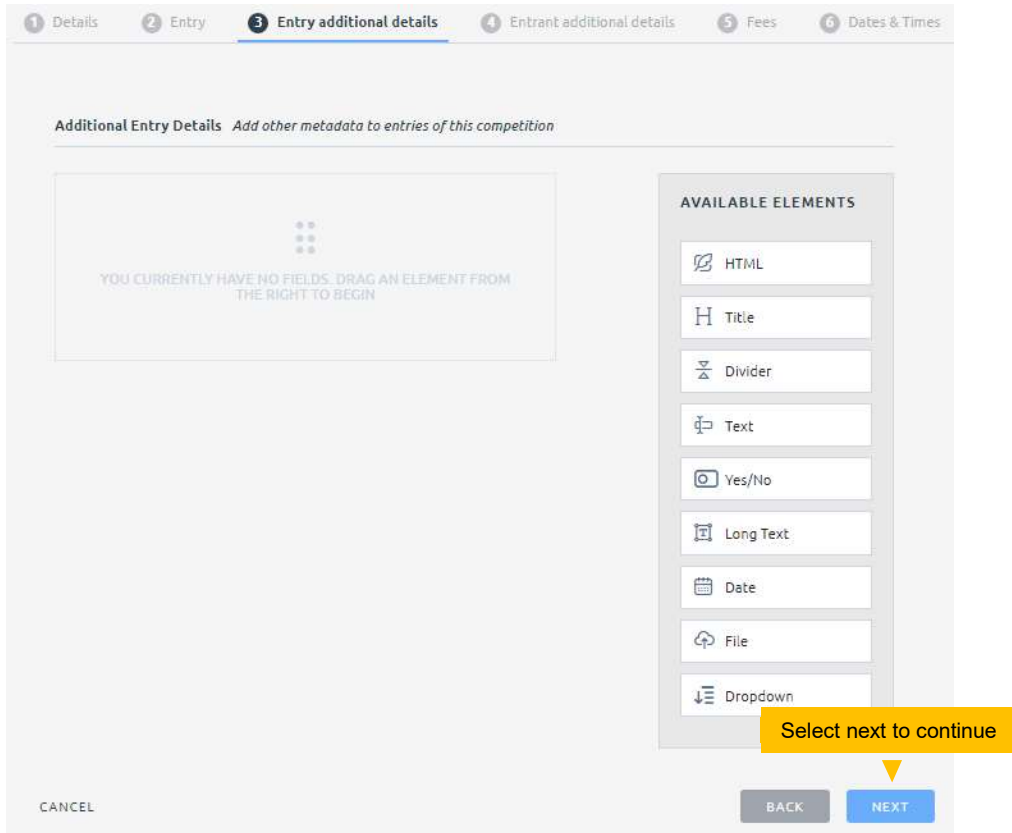 1 Details 2 Entry 3 Entry additional details 4 Entrant additional details 5 Fees 6 Dates & Times
Additional Entry Details Add other metadata to entries of this competition
YOU CURRENTLY HAVE NO FIELDS. DRAG AN ELEMENT FROM
THE RIGHT TO BEGIN
AVAILABLE ELEMENTS
HTML
Title
Divider
Text
Yes/No
Long Text
Date
File
Dropdown
Select next to continue
CANCEL
BACK
NEXT